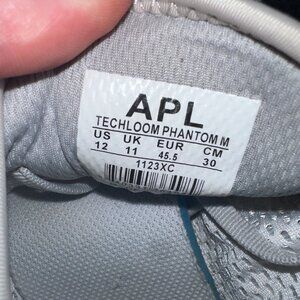 APL
TECHLOOM PHANTOM M
US UK EUR CM
12 11 45.5 30
1123XC